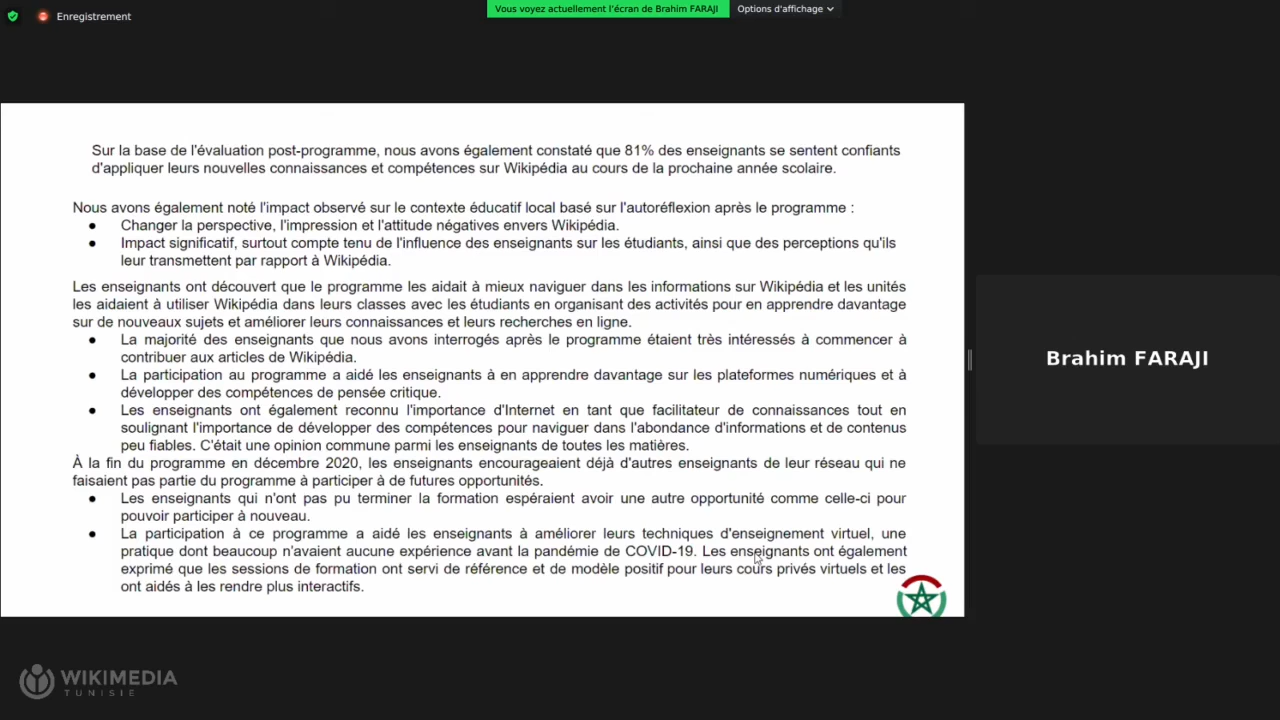 Enregistrement
Vous voyez actuellement l'écran de Brahim FARAJI
Options d'affichage
Sur la base de l'évaluation post-programme, nous avons également constaté que 81% des enseignants se sentent confiants
d'appliquer leurs nouvelles connaissances et compétences sur Wikipédia au cours de la prochaine année scolaire.
Nous avons également noté l'impact observé sur le contexte éducatif local basé sur l'autoréflexion après le programme :
● Changer la perspective, l'impression et l'attitude négatives envers Wikipédia.
● Impact significatif, surtout compte tenu de l'influence des enseignants sur les étudiants, ainsi que des perceptions qu'ils
leur transmettent par rapport à Wikipédia.
Les enseignants ont découvert que le programme les aidait à mieux naviguer dans les informations sur Wikipédia et les unités
les aidaient à utiliser Wikipédia dans leurs classes avec les étudiants en organisant des activités pour en apprendre davantage
sur de nouveaux sujets et améliorer leurs connaissances et leurs recherches en ligne.
● La majorité des enseignants que nous avons interrogés après le programme étaient très intéressés à commencer à
contribuer aux articles de Wikipédia.
● La participation au programme a aidé les enseignants à en apprendre davantage sur les plateformes numériques et à
développer des compétences de pensée critique.
● Les enseignants ont également reconnu l'importance d'Internet en tant que facilitateur de connaissances tout en
soulignant l'importance de développer des compétences pour naviguer dans l'abondance d'informations et de contenus
peu fiables. C'était une opinion commune parmi les enseignants de toutes les matières.
À la fin du programme en décembre 2020, les enseignants encourageaient déjà d'autres enseignants de leur réseau qui ne
faisaient pas partie du programme à participer à de futures opportunités.
● Les enseignants qui n'ont pas pu terminer la formation espéraient avoir une autre opportunité comme celle-ci pour
pouvoir participer à nouveau.
● La participation à ce programme a aidé les enseignants à améliorer leurs techniques d'enseignement virtuel, une
pratique dont beaucoup n'avaient aucune expérience avant la pandémie de COVID-19. Les enseignants ont également
exprimé que les sessions de formation ont servi de référence et de modèle positif pour leurs cours privés virtuels et les
ont aidés à les rendre plus interactifs.
Brahim FARAJI
WIKIMEDIA
TUNISIE